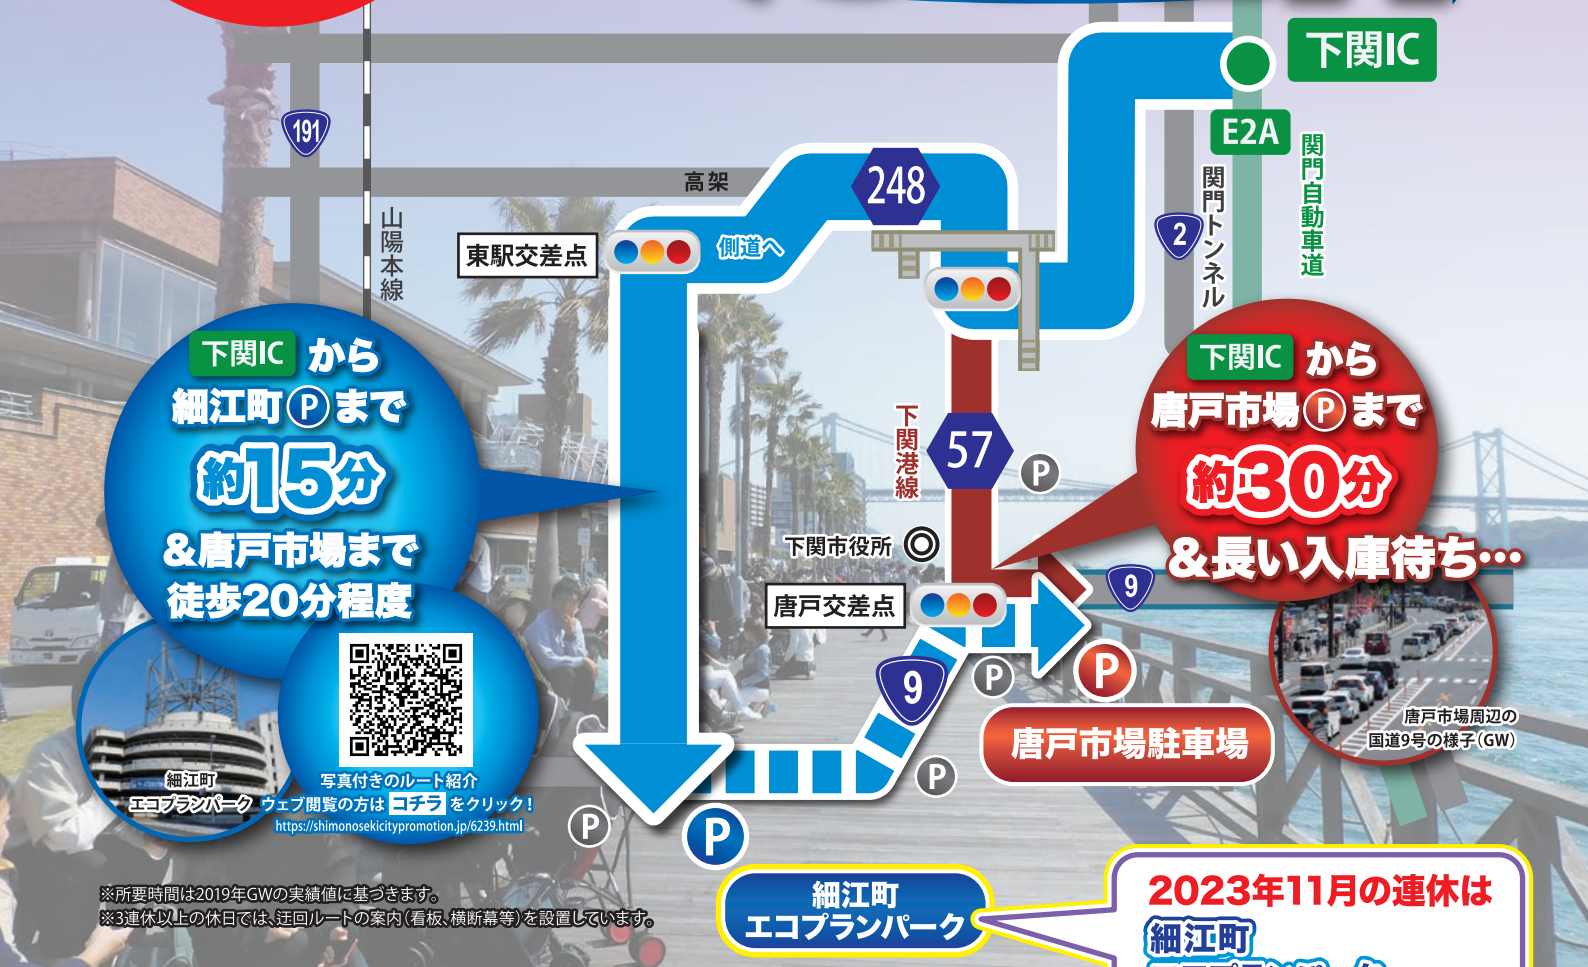 下関IC
E2A
関門自動車道
関門トンネル
2
191
山陽本線
高架
248
東駅交差点
側道へ
下関ICから
細江町Pまで
約15分
&唐戸市場まで
徒歩20分程度
下関ICから
唐戸市場Pまで
約30分
&長い入庫待ち…
下関港線
57
P
下関市役所
唐戸交差点
9
9
P
P
唐戸市場駐車場
唐戸市場周辺の
国道9号の様子(GW)
細江町
エコプランパーク
写真付きのルート紹介
ウェブ閲覧の方は コチラ をクリック!
https://shimonosekicitypromotion.jp/6239.html
P
P
P
細江町
エコプランパーク
※所要時間は2019年GWの実績値に基づきます。
※3連休以上の休日では、迂回ルートの案内(看板、横断幕等)を設置しています。
2023年11月の連休は
細江町